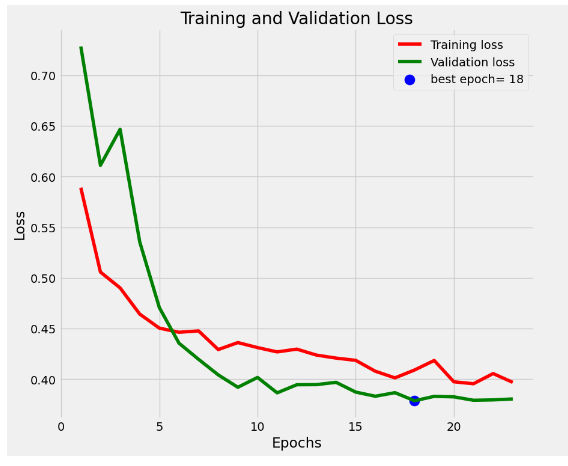 Training and Validation Loss
Training loss
Validation loss
best epoch= 18
0.70
0.65
0.60
0.55
0.50
0.45
0.40
Loss
0 5 10 15 20
Epochs